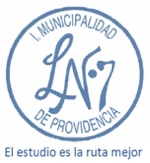 I. MUNICIPALIDAD
LN·7
DE PROVIDENCIA
El estudio es la ruta mejor